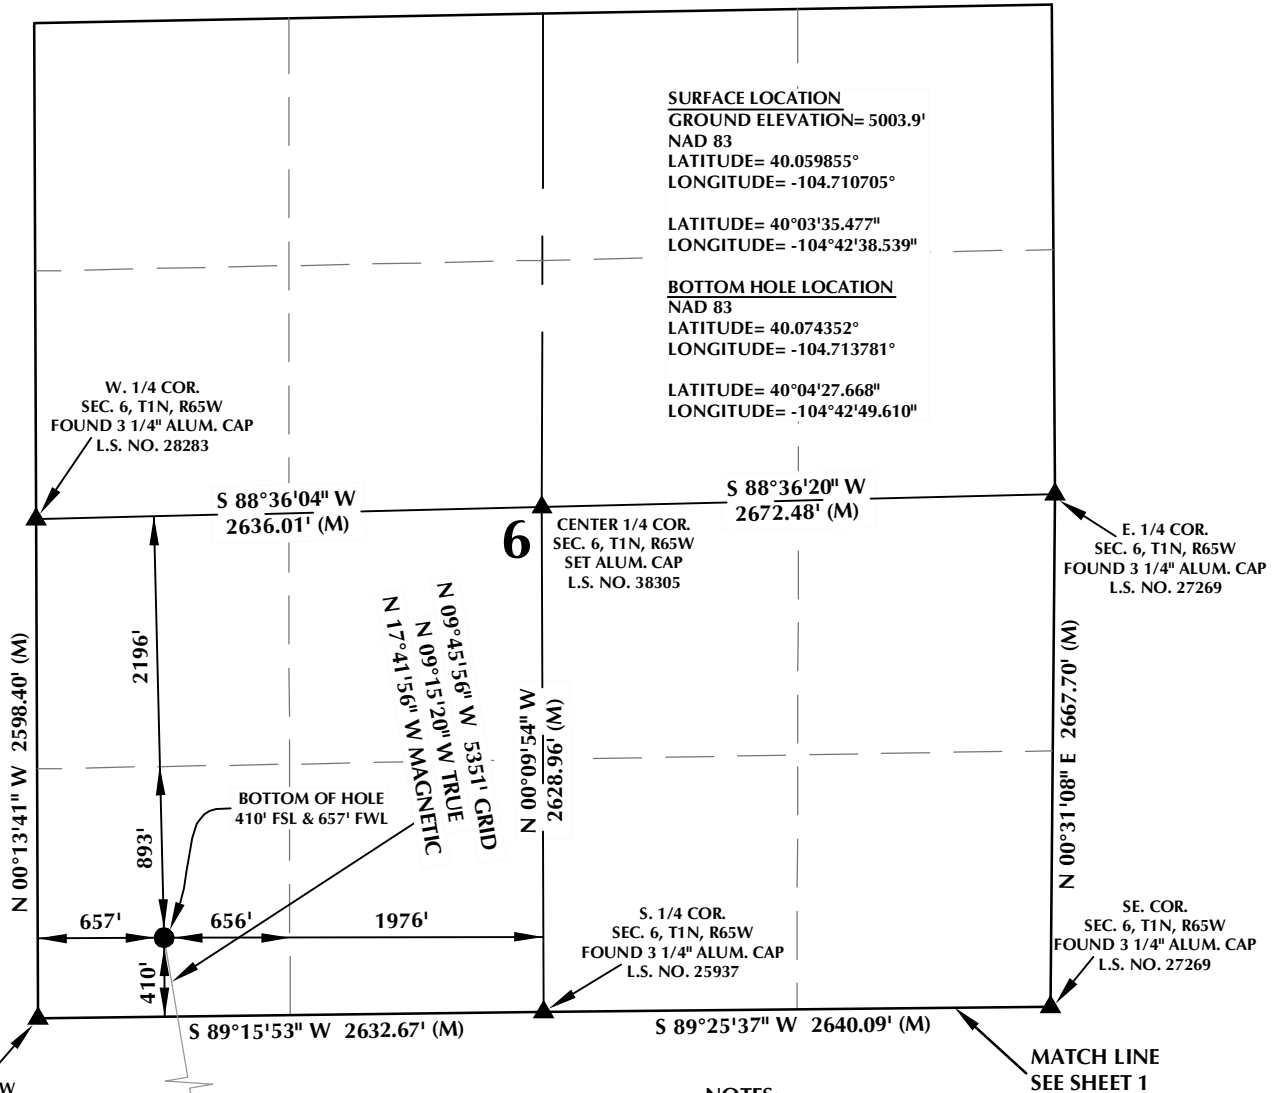 SURFACE LOCATION
GROUND ELEVATION= 5003.9'
NAD 83
LATITUDE= 40.059855°
LONGITUDE= -104.710705°
LATITUDE= 40°03'35.477"
LONGITUDE= -104°42'38.539"
BOTTOM HOLE LOCATION
NAD 83
LATITUDE= 40.074352°
LONGITUDE= -104.713781°
LATITUDE= 40°04'27.668"
LONGITUDE= -104°42'49.610"
W. 1/4 COR.
SEC. 6, T1N, R65W
FOUND 3 1/4" ALUM. CAP
L.S. NO. 28283
S 88°36'04" W
2636.01' (M)
S 88°36'20" W
2672.48' (M)
6
CENTER 1/4 COR.
SEC. 6, T1N, R65W
SET ALUM. CAP
L.S. NO. 38305
E. 1/4 COR.
SEC. 6, T1N, R65W
FOUND 3 1/4" ALUM. CAP
L.S. NO. 27269
N 00°13'41" W 2598.40' (M)
2196'
893'
N 09°45'56" W 5351' GRID
N 09°15'20" W TRUE
N 17°41'56" W MAGNETIC
N 00°09'54" W
2628.96' (M)
N 00°31'08" E 2667.70' (M)
BOTTOM OF HOLE
410' FSL & 657' FWL
657'
656'
1976'
410'
S. 1/4 COR.
SEC. 6, T1N, R65W
FOUND 3 1/4" ALUM. CAP
L.S. NO. 25937
SE. COR.
SEC. 6, T1N, R65W
FOUND 3 1/4" ALUM. CAP
L.S. NO. 27269
S 89°15'53" W 2632.67' (M)
S 89°25'37" W 2640.09' (M)
MATCH LINE
SEE SHEET 1
W
NOTES